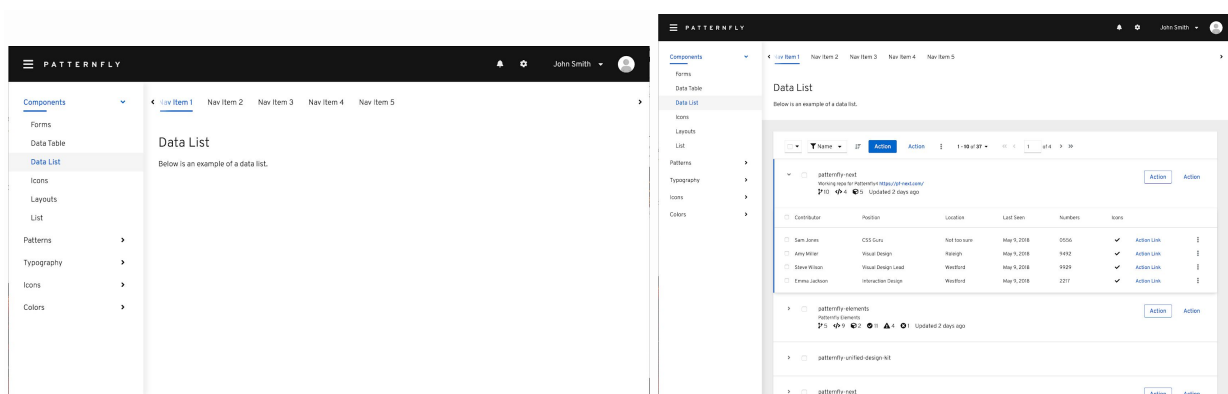 PATTERNFLY
John Smith
Components
Forms
Data Table
Data List
Icons
Layouts
List
Patterns
Typography
Icons
Colors
Nav Item 1 Nav Item 2 Nav Item 3 Nav Item 4 Nav Item 5
Data List
Below is an example of a data list.
PATTERNFLY
John Smith
Components
Forms
Data Table
Data List
Icons
Layouts
List
Patterns
Typography
Icons
Colors
Nav Item 1 Nav Item 2 Nav Item 3 Nav Item 4 Nav Item 5
Data List
Below is an example of a data list.
Name Action Action 1 - 10 of 37 1 of 4
patternfly-next
Working repo for PatternFly4 https://pf-next.com/
10 4 5 Updated 2 days ago
Action Action
Contributor Position Location Last Seen Numbers Icons
Sam Jones CSS Guru Not too sure May 9, 2018 0556 Action Link
Amy Miller Visual Design Raleigh May 9, 2018 9492 Action Link
Steve Wilson Visual Design Lead Westford May 9, 2018 9929 Action Link
Emma Jackson Interaction Design Westford May 9, 2018 2217 Action Link
patternfly-elements
Patternfly Elements
5 9 2 11 4 1 Updated 2 days ago
Action Action
patternfly-unified-design-kit
patternfly-next
Action Action